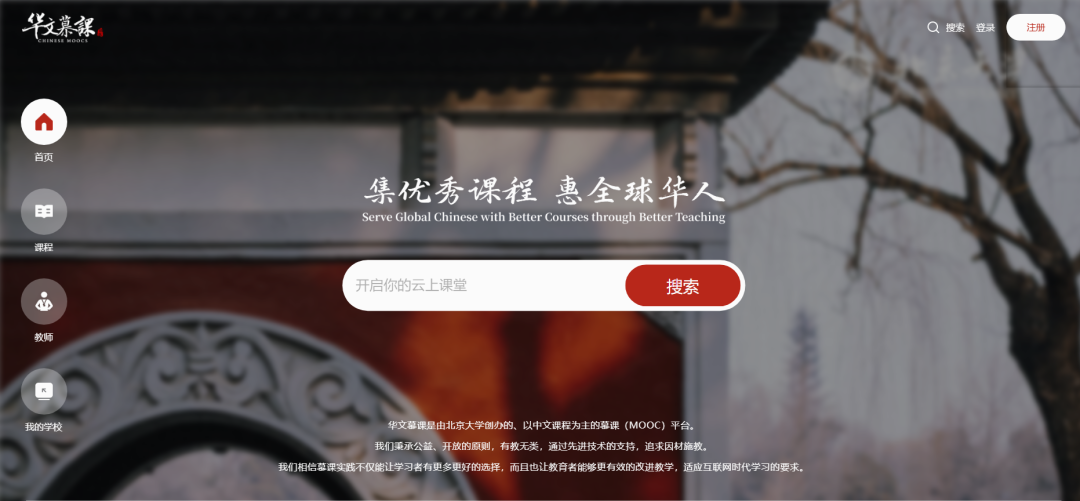 华文慕課
CHINESE MOOCS
搜索
登录
注册
首页
课程
教师
我的学校
集优秀课程 惠全球华人
Serve Global Chinese with Better Courses through Better Teaching
开启你的云上课堂
搜索
华文慕课是由北京大学创办的、以中文课程为主的慕课（MOOC）平台。
我们秉承公益、开放的原则，有教无类，通过先进技术的支持，追求因材施教。
我们相信慕课实践不仅能让学习者有更多更好的选择，而且也让教育者能够更有效的改进教学，适应互联网时代学习的要求。